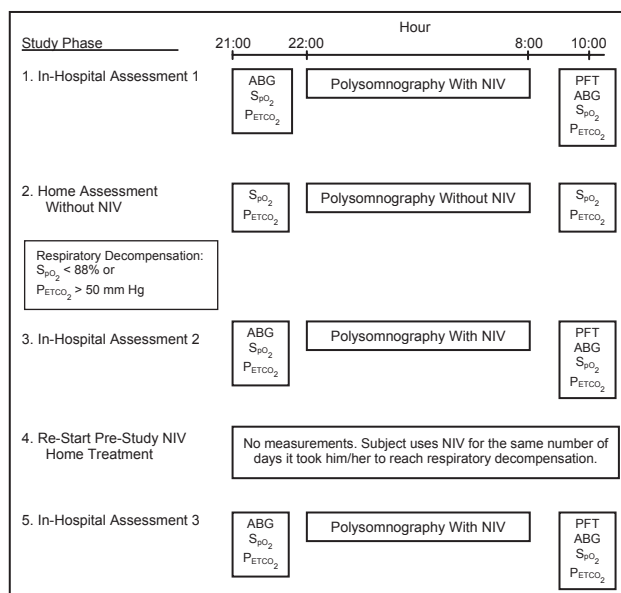 Hour
Study Phase 21:00 22:00 8:00 10:00
1. In-Hospital Assessment 1
ABG
SpO2
PETCO2
Polysomnography With NIV
PFT
ABG
SpO2
PETCO2
2. Home Assessment
Without NIV
SpO2
PETCO2
Polysomnography Without NIV
SpO2
PETCO2
Respiratory Decompensation:
SpO2 < 88% or
PETCO2 > 50 mm Hg
3. In-Hospital Assessment 2
ABG
SpO2
PETCO2
Polysomnography With NIV
PFT
ABG
SpO2
PETCO2
4. Re-Start Pre-Study NIV
Home Treatment
No measurements. Subject uses NIV for the same number of
days it took him/her to reach respiratory decompensation.
5. In-Hospital Assessment 3
ABG
SpO2
PETCO2
Polysomnography With NIV
PFT
ABG
SpO2
PETCO2